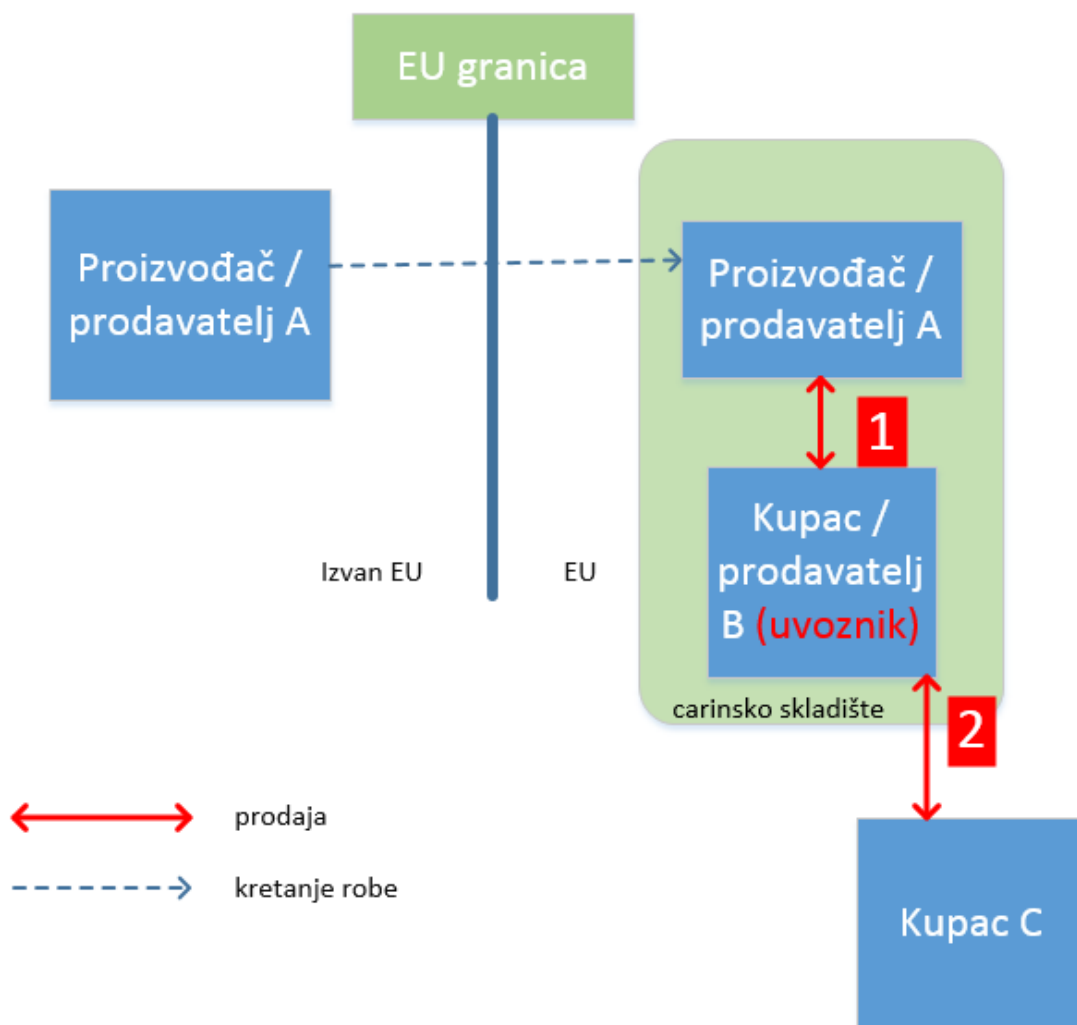 EU granica
Proizvođač /
prodavatelj A
Proizvođač /
prodavatelj A
1
Kupac /
prodavatelj
B (uvoznik)
Izvan EU
EU
carinsko skladište
2
prodaja
kretanje robe
Kupac C